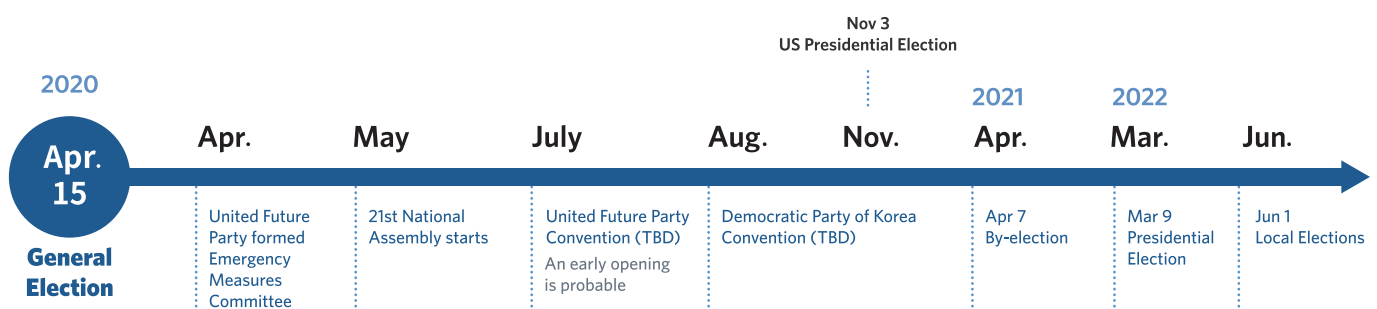 Nov 3
US Presidential Election
2020
2021
2022
Apr.
15
General
Election
Apr.
May
July
Aug.
Nov.
Apr.
Mar.
Jun.
United Future
Party formed
Emergency
Measures
Committee
21st National
Assembly starts
United Future Party
Convention (TBD)
An early opening
is probable
Democratic Party of Korea
Convention (TBD)
Apr 7
By-election
Mar 9
Presidential
Election
Jun 1
Local Elections